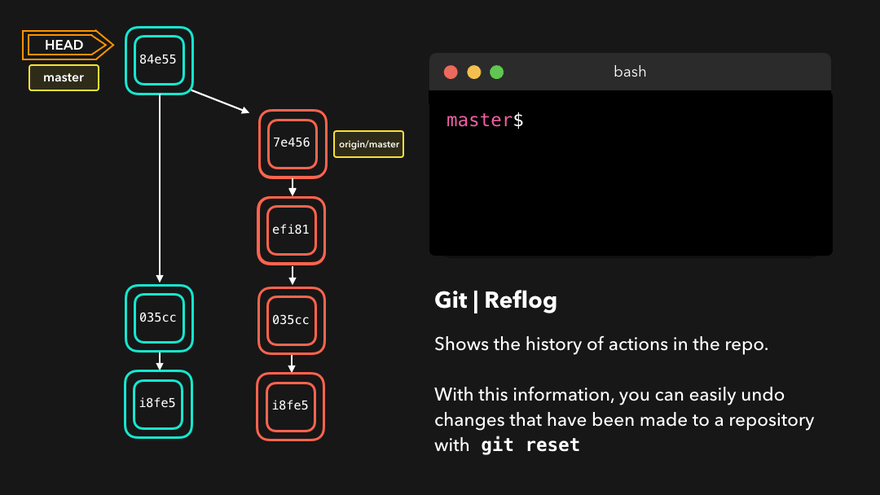 HEAD
master
84e55
7e456
origin/master
efi81
035cc
035cc
i8fe5
i8fe5
bash
master$
Git | Reflog
Shows the history of actions in the repo.
With this information, you can easily undo
changes that have been made to a repository
with git reset